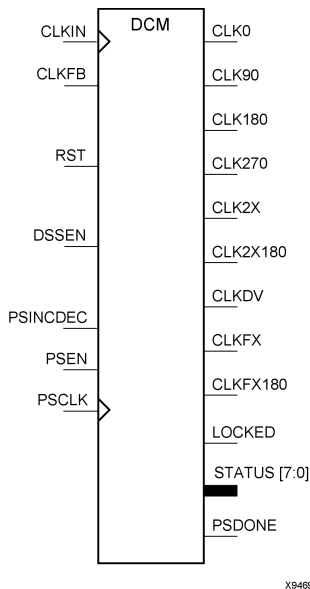 DCM
CLKIN
CLKFB
RST
DSSEN
PSINCDEC
PSEN
PSCLK
CLK0
CLK90
CLK180
CLK270
CLK2X
CLK2X180
CLKDV
CLKFX
CLKFX180
LOCKED
STATUS [7:0]
PSDONE
X9469